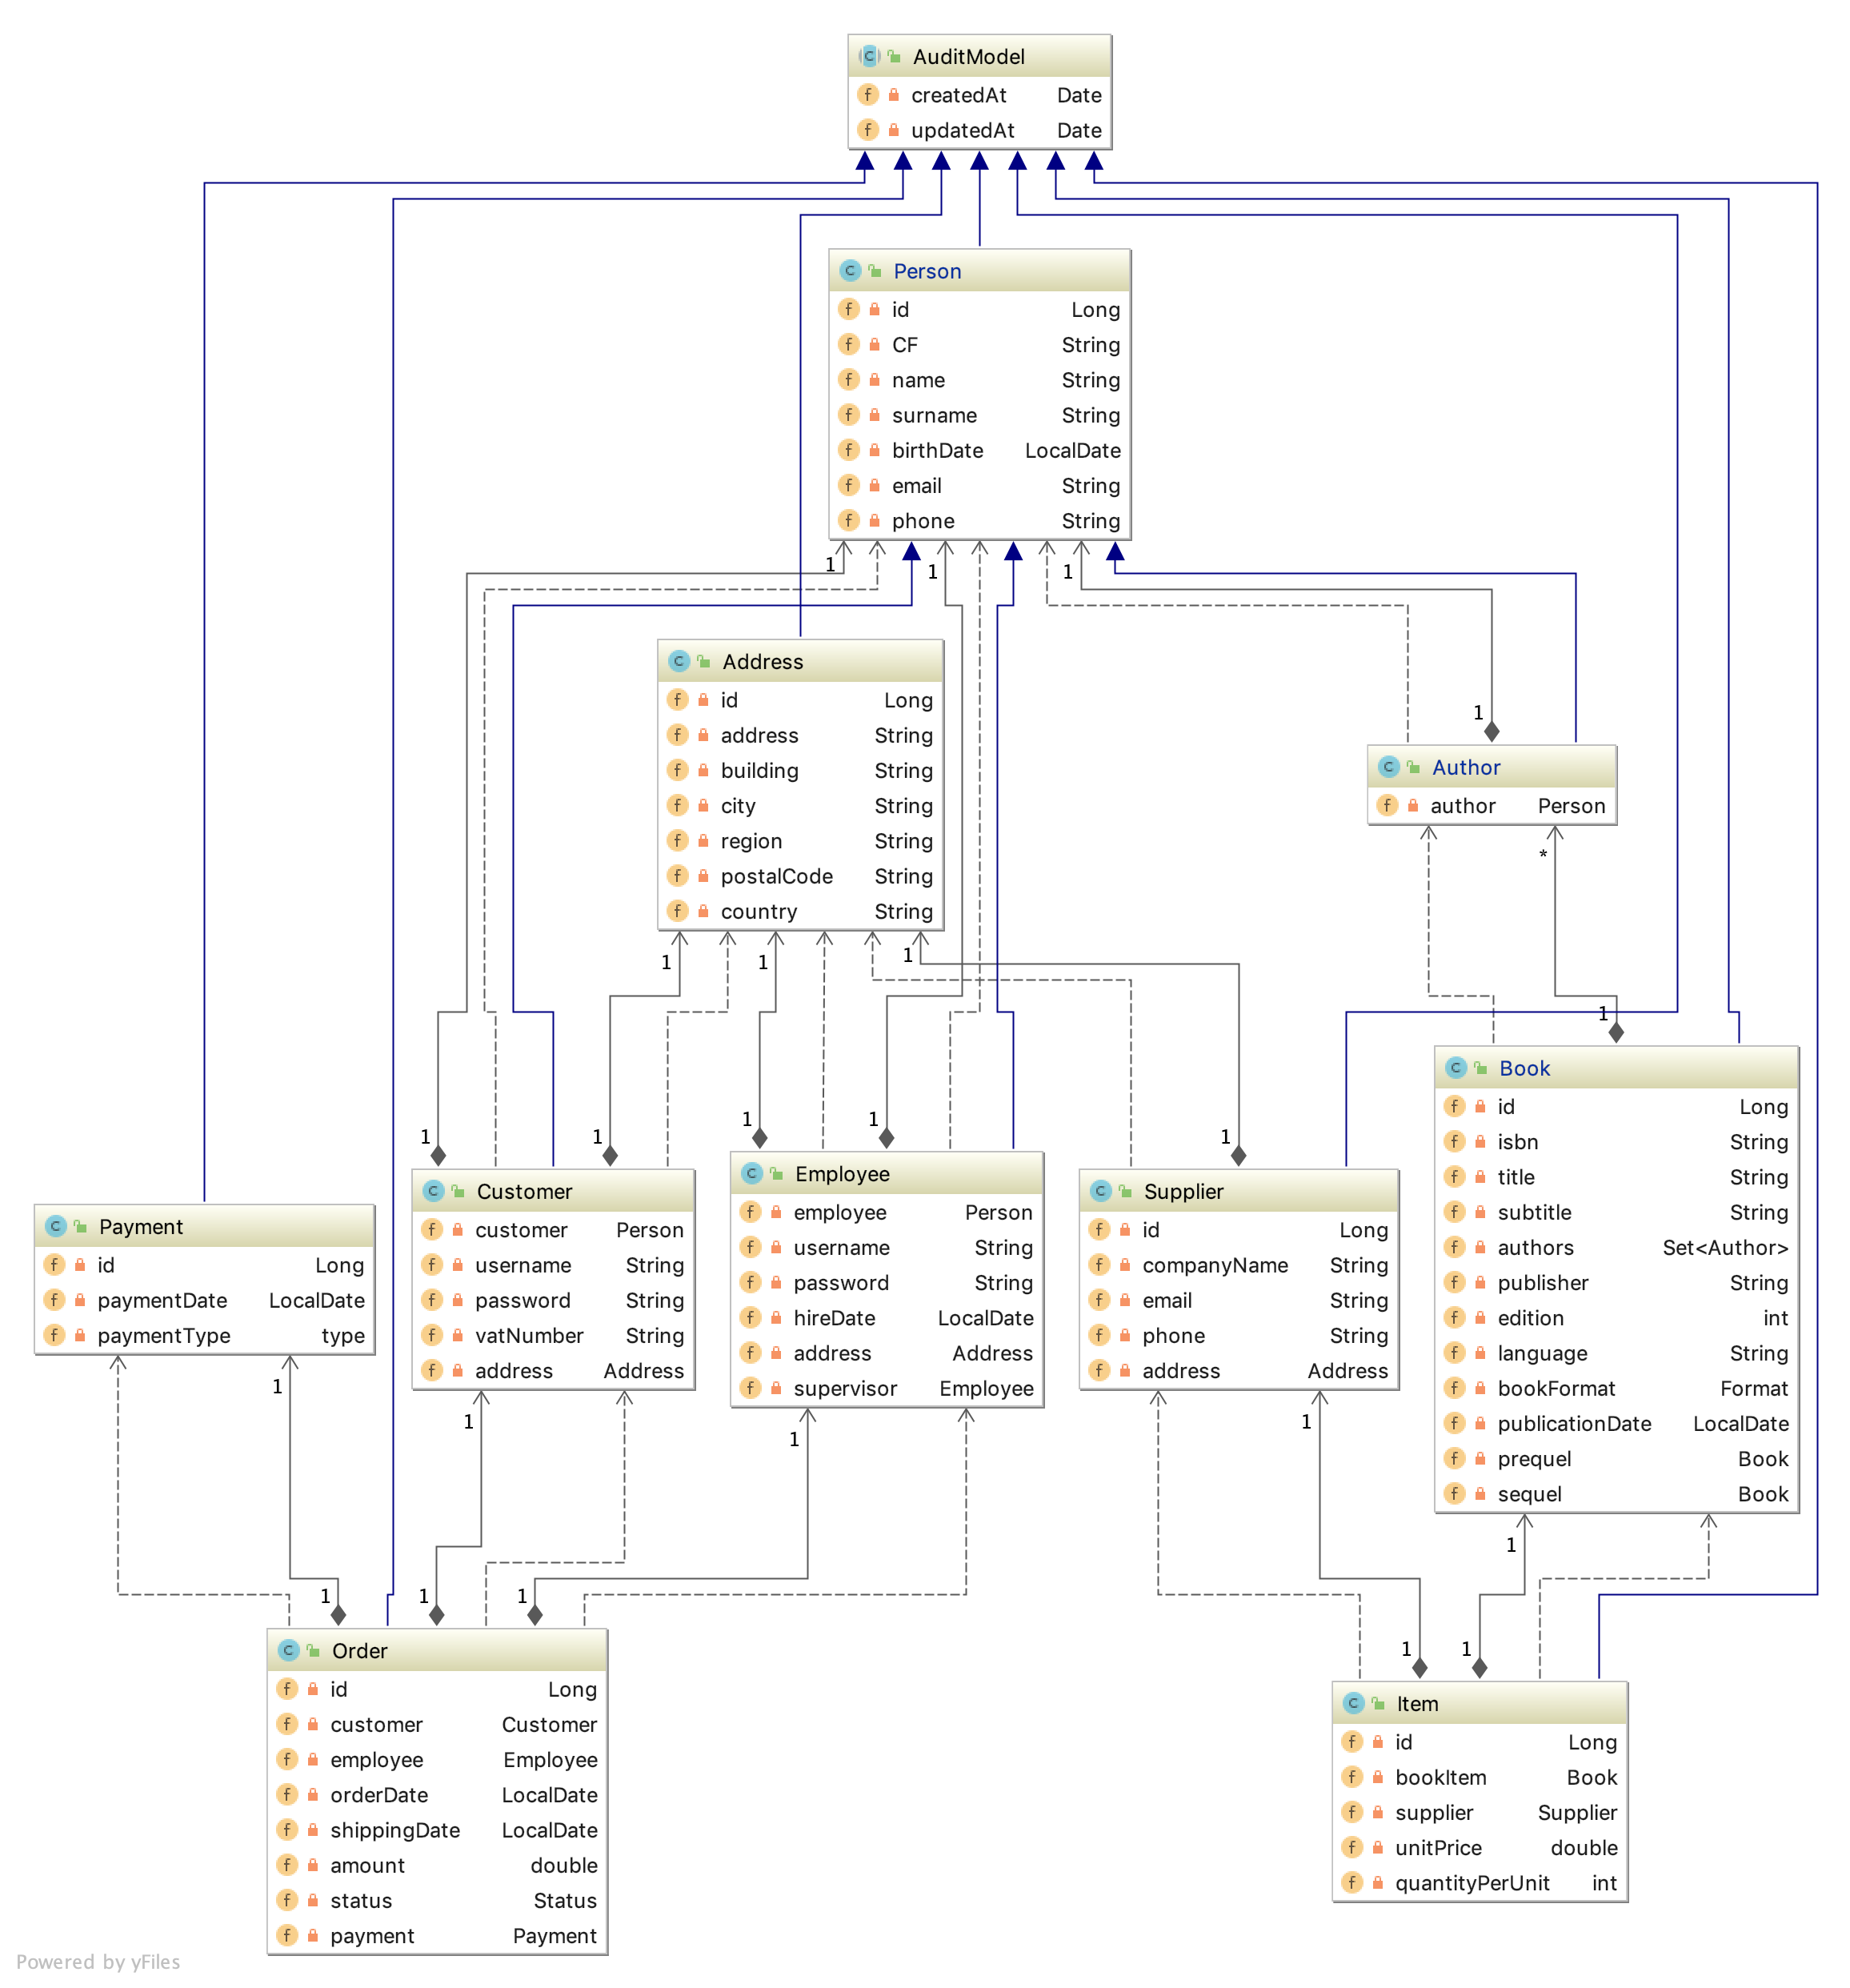 AuditModel
createdAt Date
updatedAt Date
Person
id Long
CF String
name String
surname String
birthDate LocalDate
email String
phone String
1
1
1
Address
id Long
address String
building String
city String
region String
postalCode String
country String
1
Author
author Person
*
1
1
1
1
1
1
1
1
1
Book
id Long
isbn String
title String
subtitle String
authors Set<Author>
publisher String
edition int
language String
bookFormat Format
publicationDate LocalDate
prequel Book
sequel Book
Payment
id Long
paymentDate LocalDate
paymentType type
Customer
customer Person
username String
password String
vatNumber String
address Address
Employee
employee Person
username String
password String
hireDate LocalDate
address Address
supervisor Employee
Supplier
id Long
companyName String
email String
phone String
address Address
1
1
1
1
1
1
1
1
1
1
Order
id Long
customer Customer
employee Employee
orderDate LocalDate
shippingDate LocalDate
amount double
status Status
payment Payment
Item
id Long
bookItem Book
supplier Supplier
unitPrice double
quantityPerUnit int
Powered by yFiles